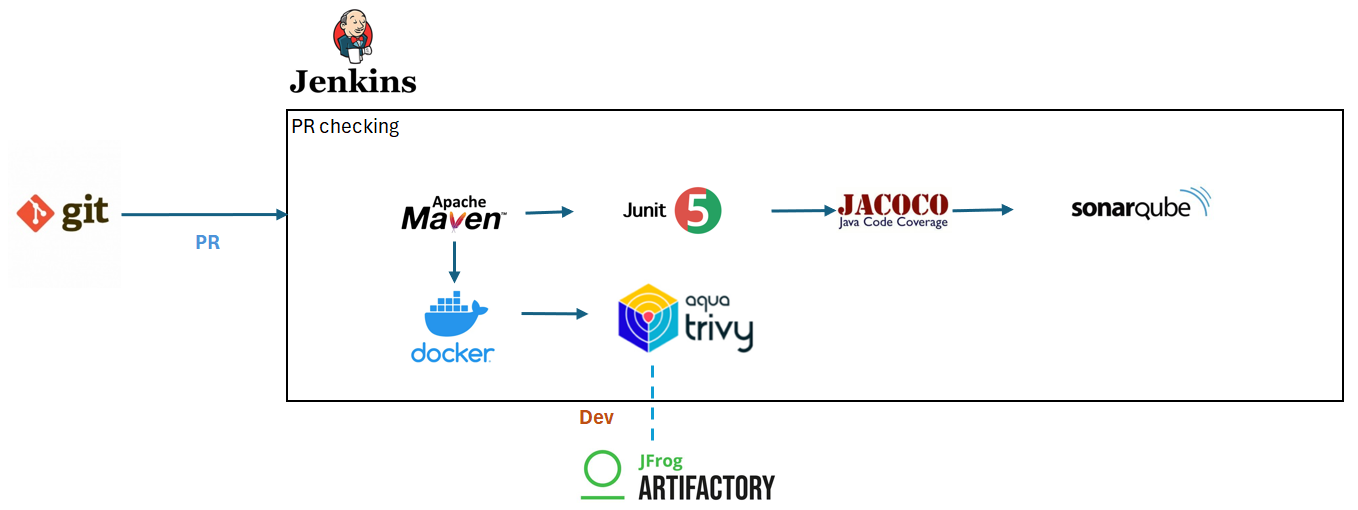 Jenkins
PR checking
git
PR
Apache
Maven™
Junit 5
JACOCO
Java Code Coverage
sonarqube
docker
aqua
trivy
Dev
JFrog
ARTIFACTORY